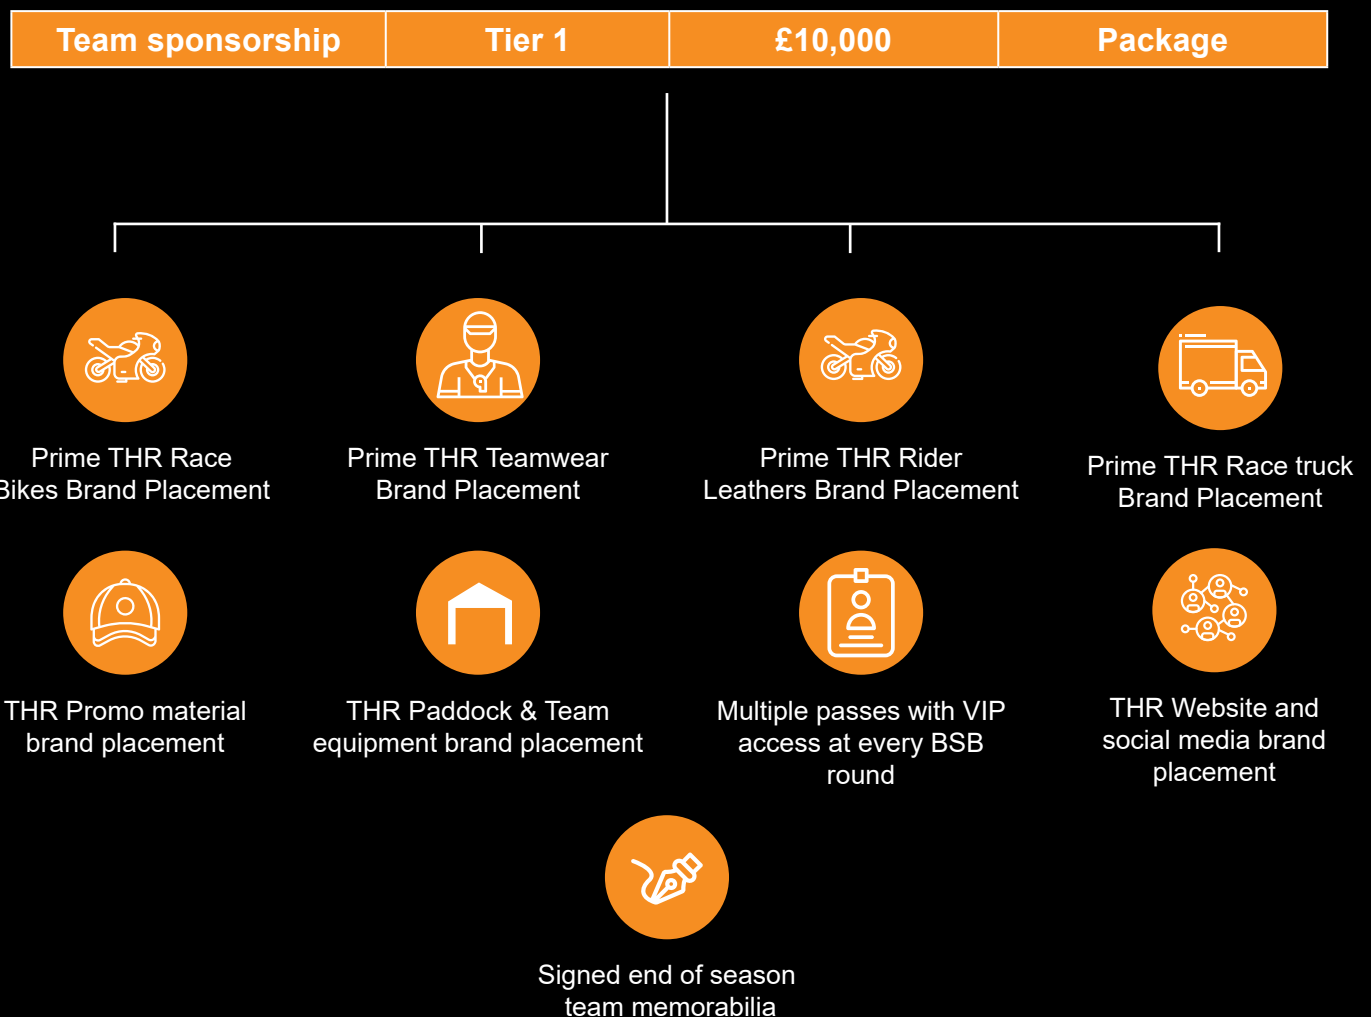 Team sponsorship Tier 1 £10,000 Package
Prime THR Race
Bikes Brand Placement
Prime THR Teamwear
Brand Placement
Prime THR Rider
Leathers Brand Placement
Prime THR Race truck
Brand Placement
THR Promo material
brand placement
THR Paddock & Team
equipment brand placement
Multiple passes with VIP
access at every BSB
round
THR Website and
social media brand
placement
Signed end of season
team memorabilia